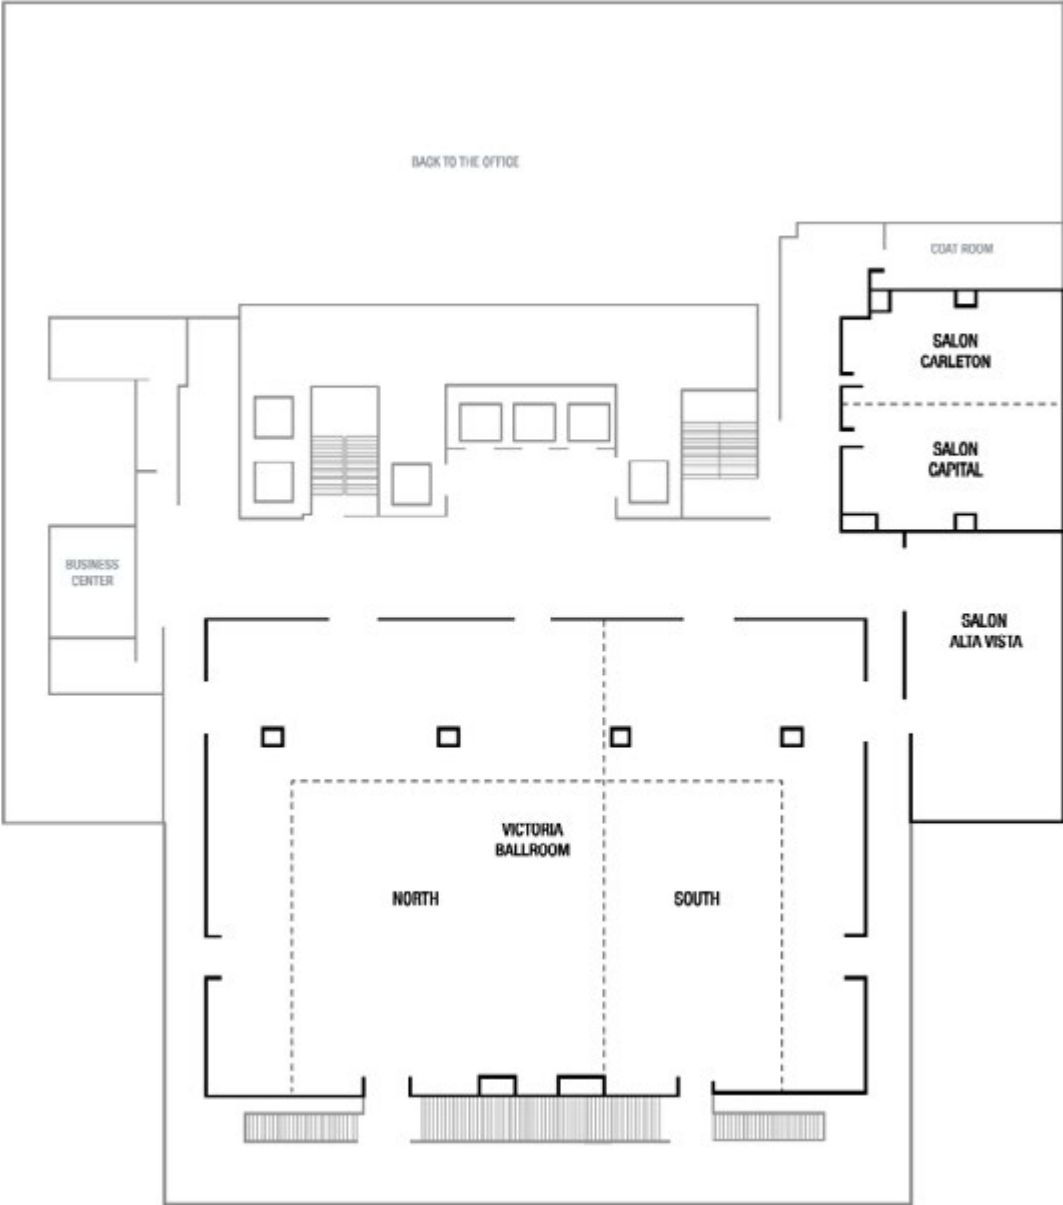 BACK TO THE OFFICE
COAT ROOM
SALON
CARLETON
SALON
CAPITAL
BUSINESS
CENTER
SALON
ALTA VISTA
VICTORIA
BALLROOM
NORTH
SOUTH